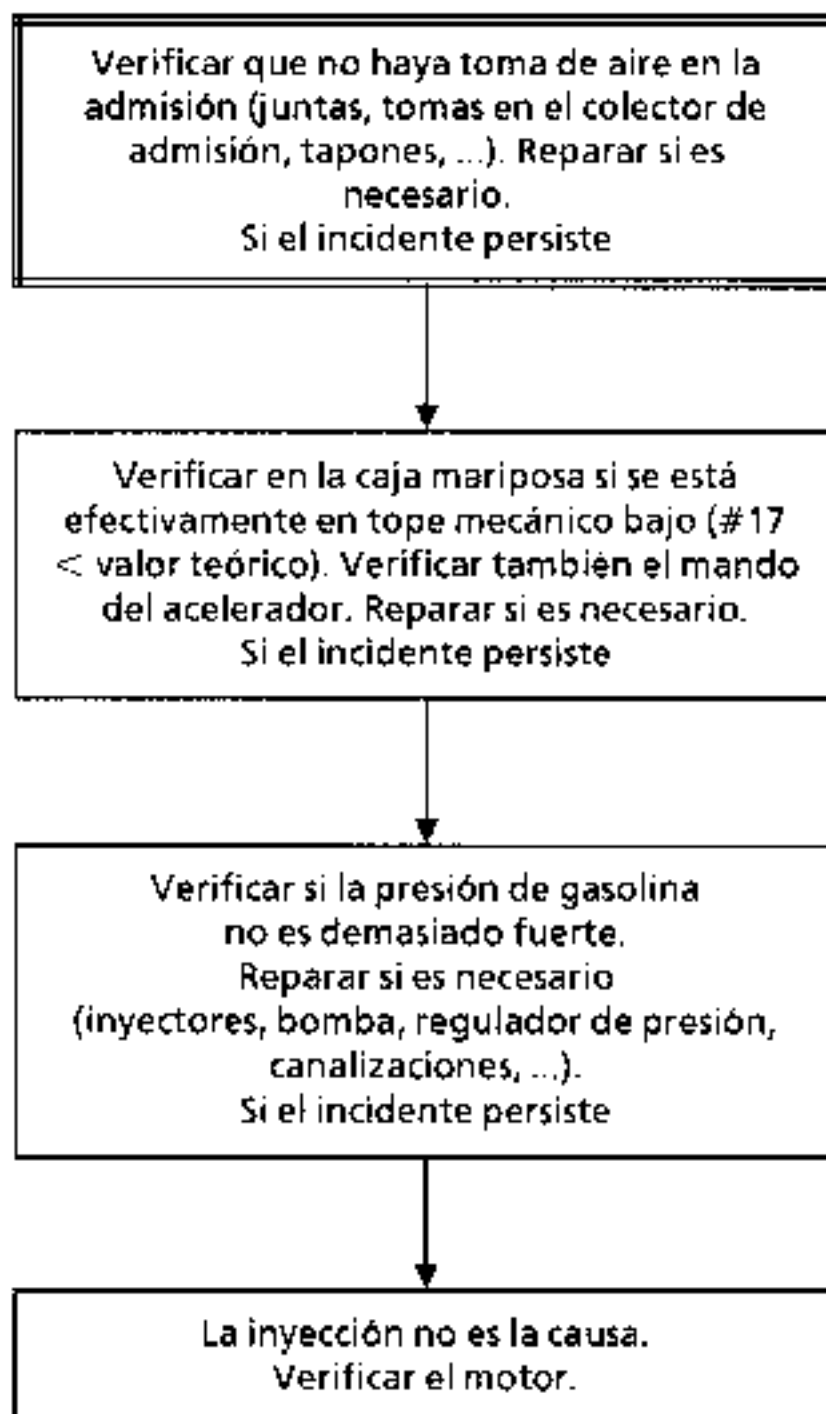 Verificar que no haya toma de aire en la
admisión (juntas, tomas en el colector de
admisión, tapones, ...). Reparar si es
necesario.
Si el incidente persiste
Verificar en la caja mariposa si se está
efectivamente en tope mecánico bajo (#17
< valor teórico). Verificar también el mando
del acelerador. Reparar si es necesario.
Si el incidente persiste
Verificar si la presión de gasolina
no es demasiado fuerte.
Reparar si es necesario
(inyectores, bomba, regulador de presión,
canalizaciones, ...).
Si el incidente persiste
La inyección no es la causa.
Verificar el motor.